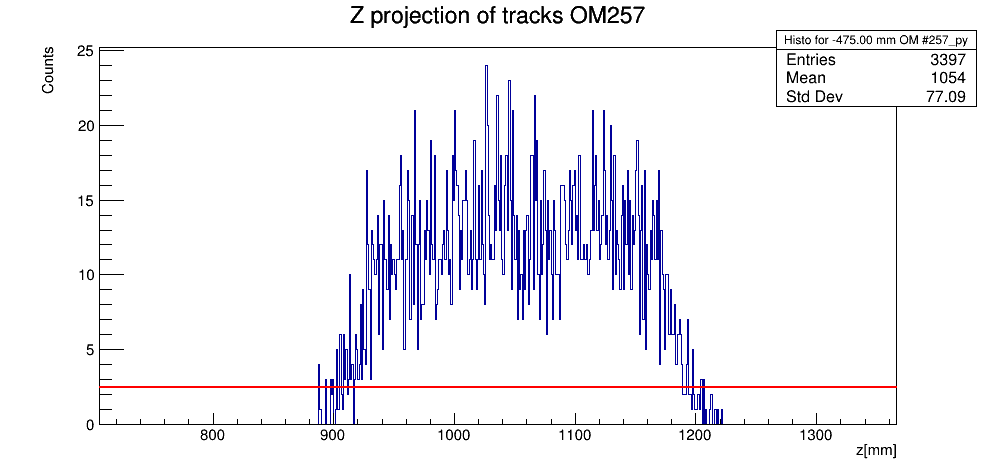 Z projection of tracks OM257
Histo for -475.00 mm OM #257_py
Entries 3397
Mean 1054
Std Dev 77.09
Counts
25
20
15
10
5
0
800 900 1000 1100 1200 1300
z[mm]